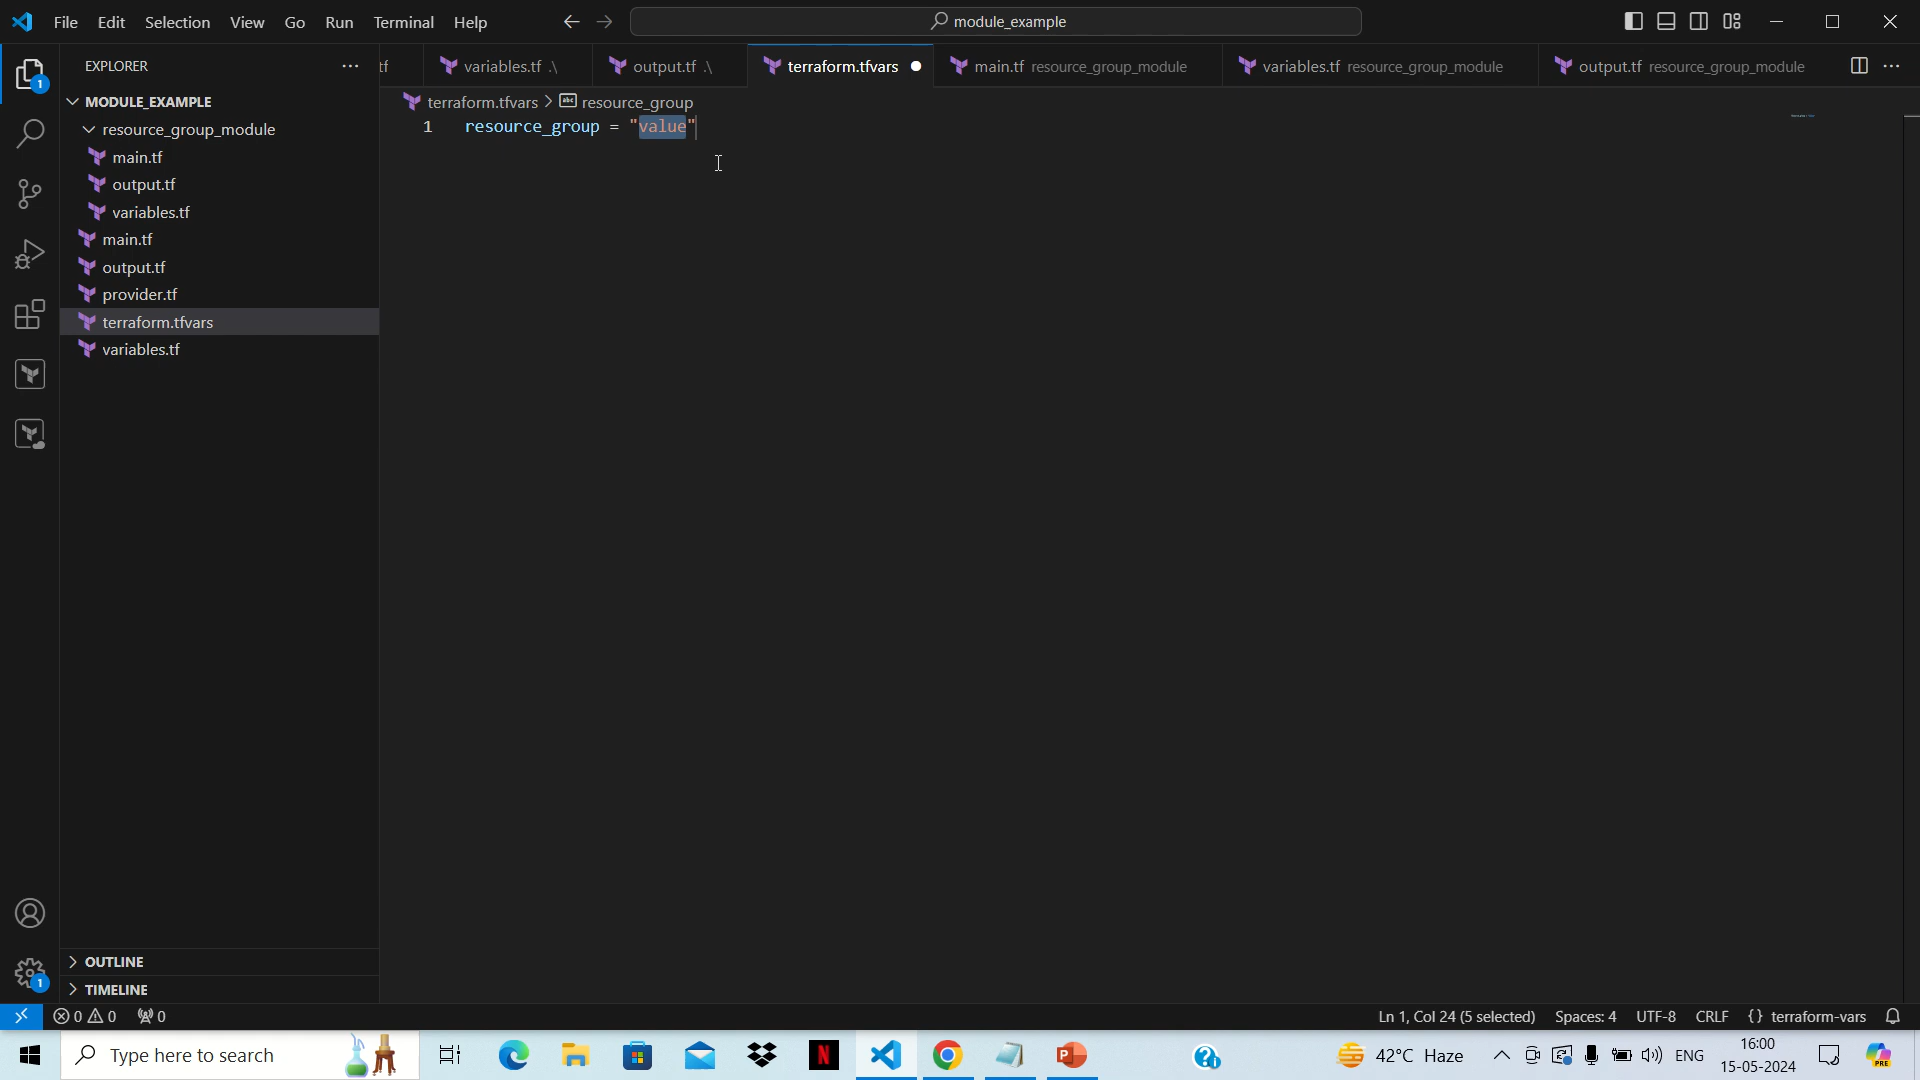 File Edit Selection View Go Run Terminal Help
module_example
EXPLORER
tf
variables.tf .\
output.tf .\
terraform.tfvars
main.tf resource_group_module
variables.tf resource_group_module
output.tf resource_group_module
MODULE_EXAMPLE
terraform.tfvars > resource_group
1 resource_group = "value"
resource_group_module
main.tf
output.tf
variables.tf
main.tf
output.tf
provider.tf
terraform.tfvars
variables.tf
1
1
OUTLINE
TIMELINE
0 0 0
Ln 1, Col 24 (5 selected) Spaces: 4 UTF-8 CRLF {} terraform-vars
Type here to search
42°C Haze
ENG
16:00
15-05-2024